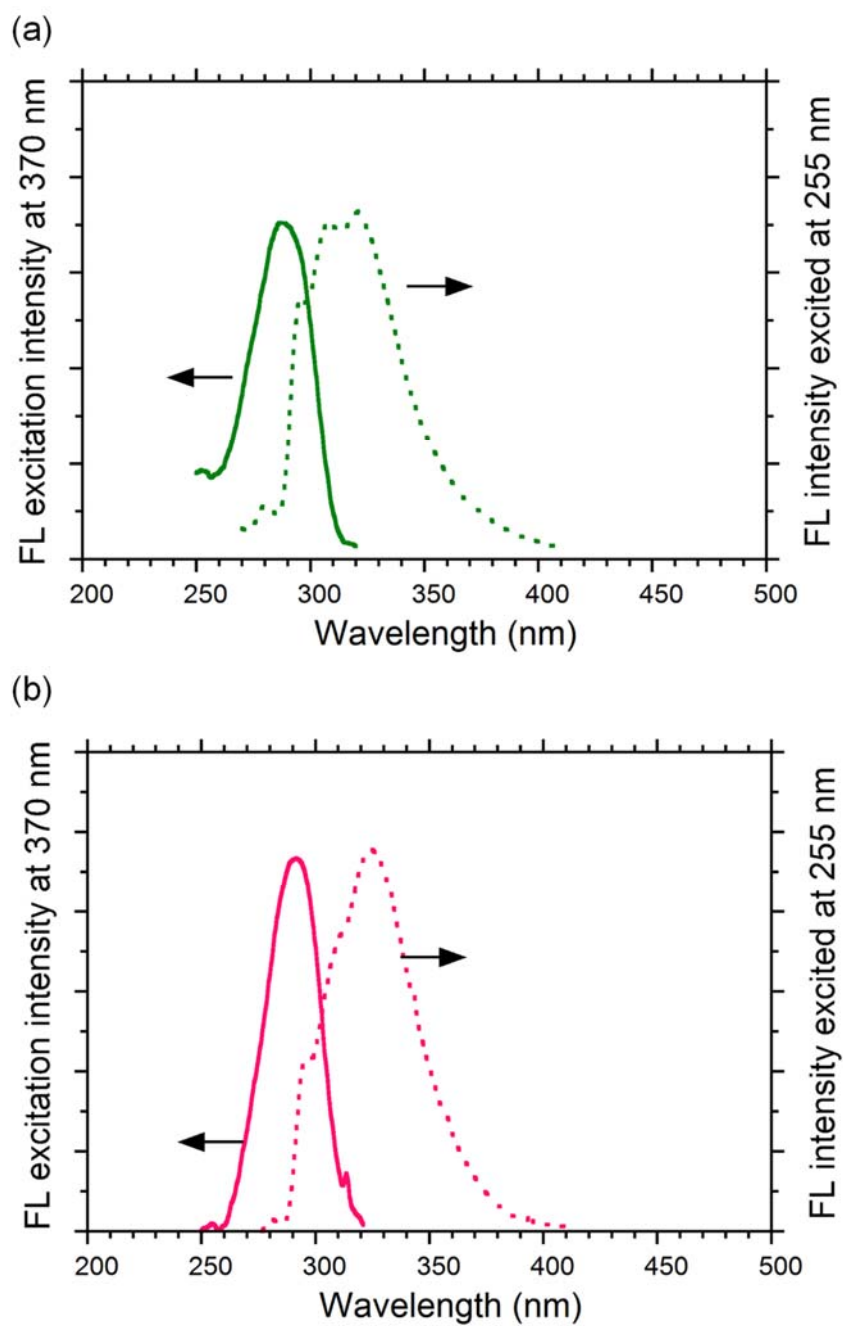 (a)
FL excitation intensity at 370 nm
FL intensity excited at 255 nm
200 250 300 350 400 450 500
Wavelength (nm)
(b)
FL excitation intensity at 370 nm
FL intensity excited at 255 nm
200 250 300 350 400 450 500
Wavelength (nm)